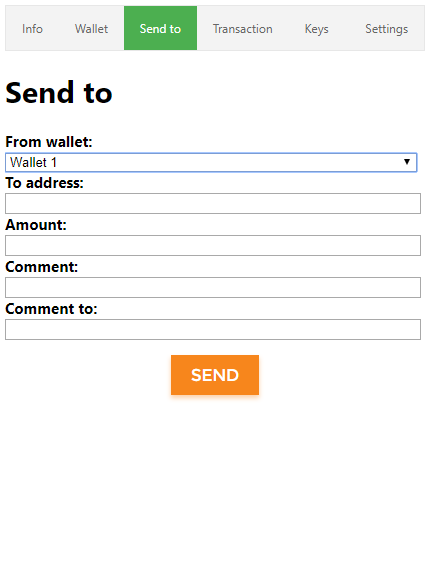 Info Wallet Send to Transaction Keys Settings
Send to
From wallet:
Wallet 1
To address:
Amount:
Comment:
Comment to:
SEND